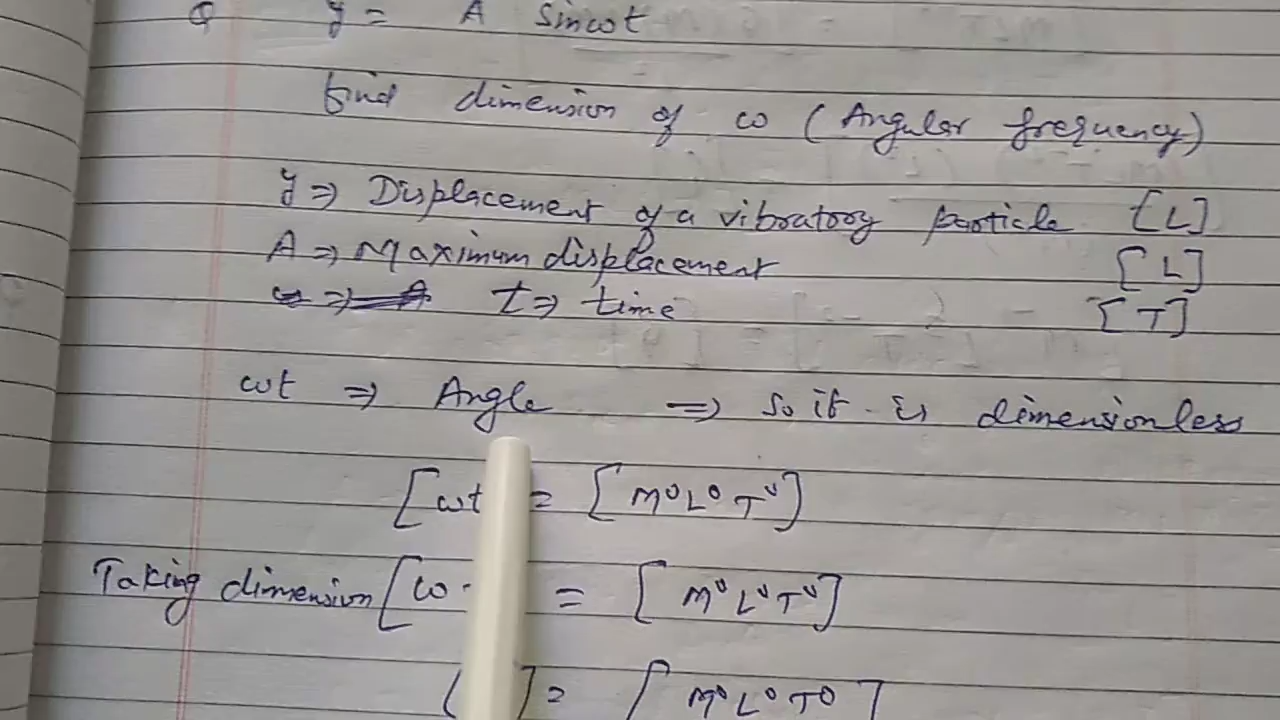 Q y = A sinωt
find dimension of ω (Angular frequency)
y ⇒ Displacement of a vibratory particle [L]
A ⇒ Maximum displacement [L]
t ⇒ time [T]
ωt ⇒ Angle ⇒ so it is dimensionless
[ωt = [M⁰L⁰T⁰]
Taking dimension [ω = [M⁰L⁰T⁰]
[ ] = [M⁰L⁰T⁰]